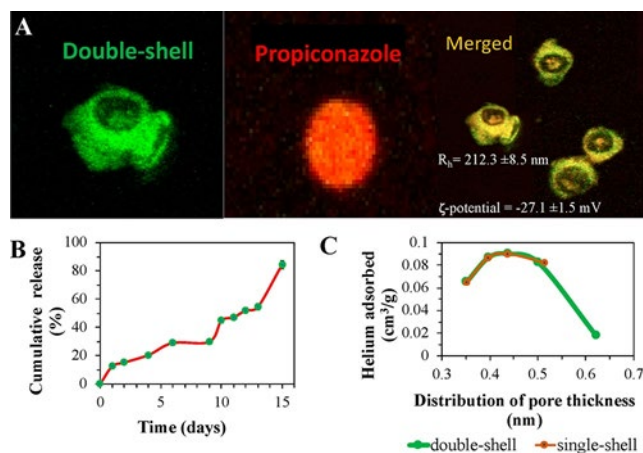 A
Double-shell
Propiconazole
Merged
Rh= 212.3 ±8.5 nm
ζ-potential = -27.1 ±1.5 mV
B
Cumulative release
(%)
100
80
60
40
20
0
0
5
10
15
Time (days)
C
Helium adsorbed
(cm³/g)
0.1
0.08
0.06
0.04
0.02
0
0.3
0.4
0.5
0.6
0.7
Distribution of pore thickness
(nm)
double-shell
single-shell